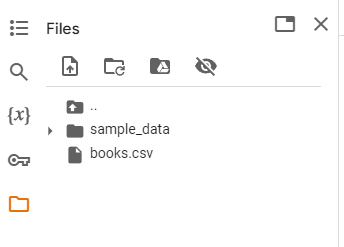 Files
{x}
..
sample_data
books.csv